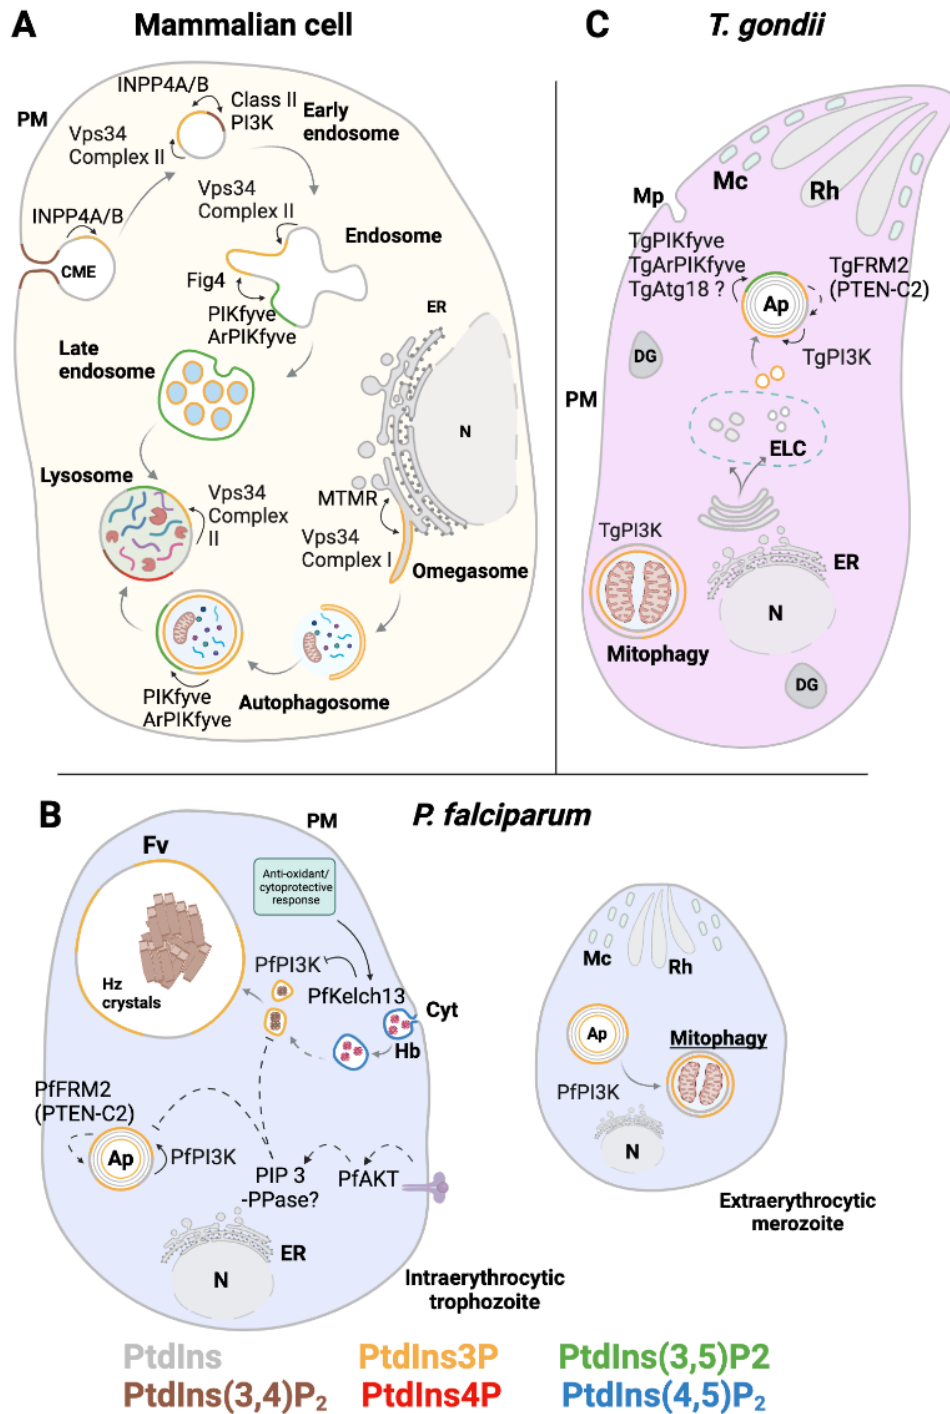 A
Mammalian cell
PM
INPP4A/B
Class II
PI3K
Early
endosome
Vps34
Complex II
INPP4A/B
CME
Vps34
Complex II
Endosome
Fig4
PIKfyve
ArPIKfyve
ER
Late
endosome
N
Lysosome
Vps34
Complex
II
MTMR
Vps34
Complex I
Omegasome
PIKfyve
ArPIKfyve
Autophagosome
C
T. gondii
Mc
Rh
Mp
TgPIKfyve
TgArPIKfyve
TgAtg18 ?
TgFRM2
(PTEN-C2)
Ap
TgPI3K
DG
PM
ELC
TgPI3K
ER
N
Mitophagy
DG
B
P. falciparum
PM
Fv
Anti-oxidant/
cytoprotective
response
Hz
crystals
PfPI3K
PfKelch13
Cyt
Hb
PfFRM2
(PTEN-C2)
Ap
PfPI3K
PIP 3
-PPase?
PfAKT
ER
N
Intraerythrocytic
trophozoite
Mc
Rh
Ap
Mitophagy
PfPI3K
N
Extraerythrocytic
merozoite
PtdIns
PtdIns3P
PtdIns(3,5)P2
PtdIns(3,4)P₂
PtdIns4P
PtdIns(4,5)P₂